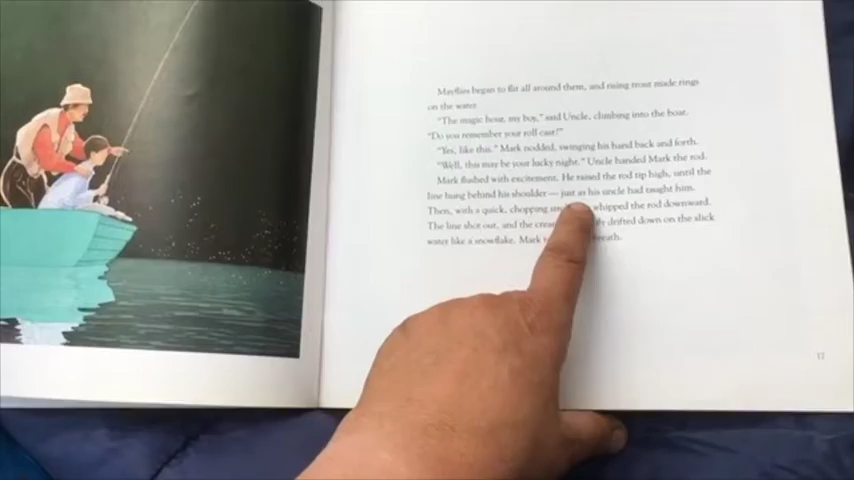 Mayflies began to flit all around them, and rising trout made rings
on the water.
"The magic hour, my boy," said Uncle, climbing into the boat.
"Do you remember your roll cast?"
"Yes, like this." Mark nodded, swinging his hand back and forth.
"Well, this may be your lucky night." Uncle handed Mark the rod.
Mark flushed with excitement. He raised the rod tip high, until the
line hung behind his shoulder — just as his uncle had taught him.
Then, with a quick, chopping whipped the rod downward.
The line shot out, and the drifted down on the slick
water like a snowflake. Mark breath.